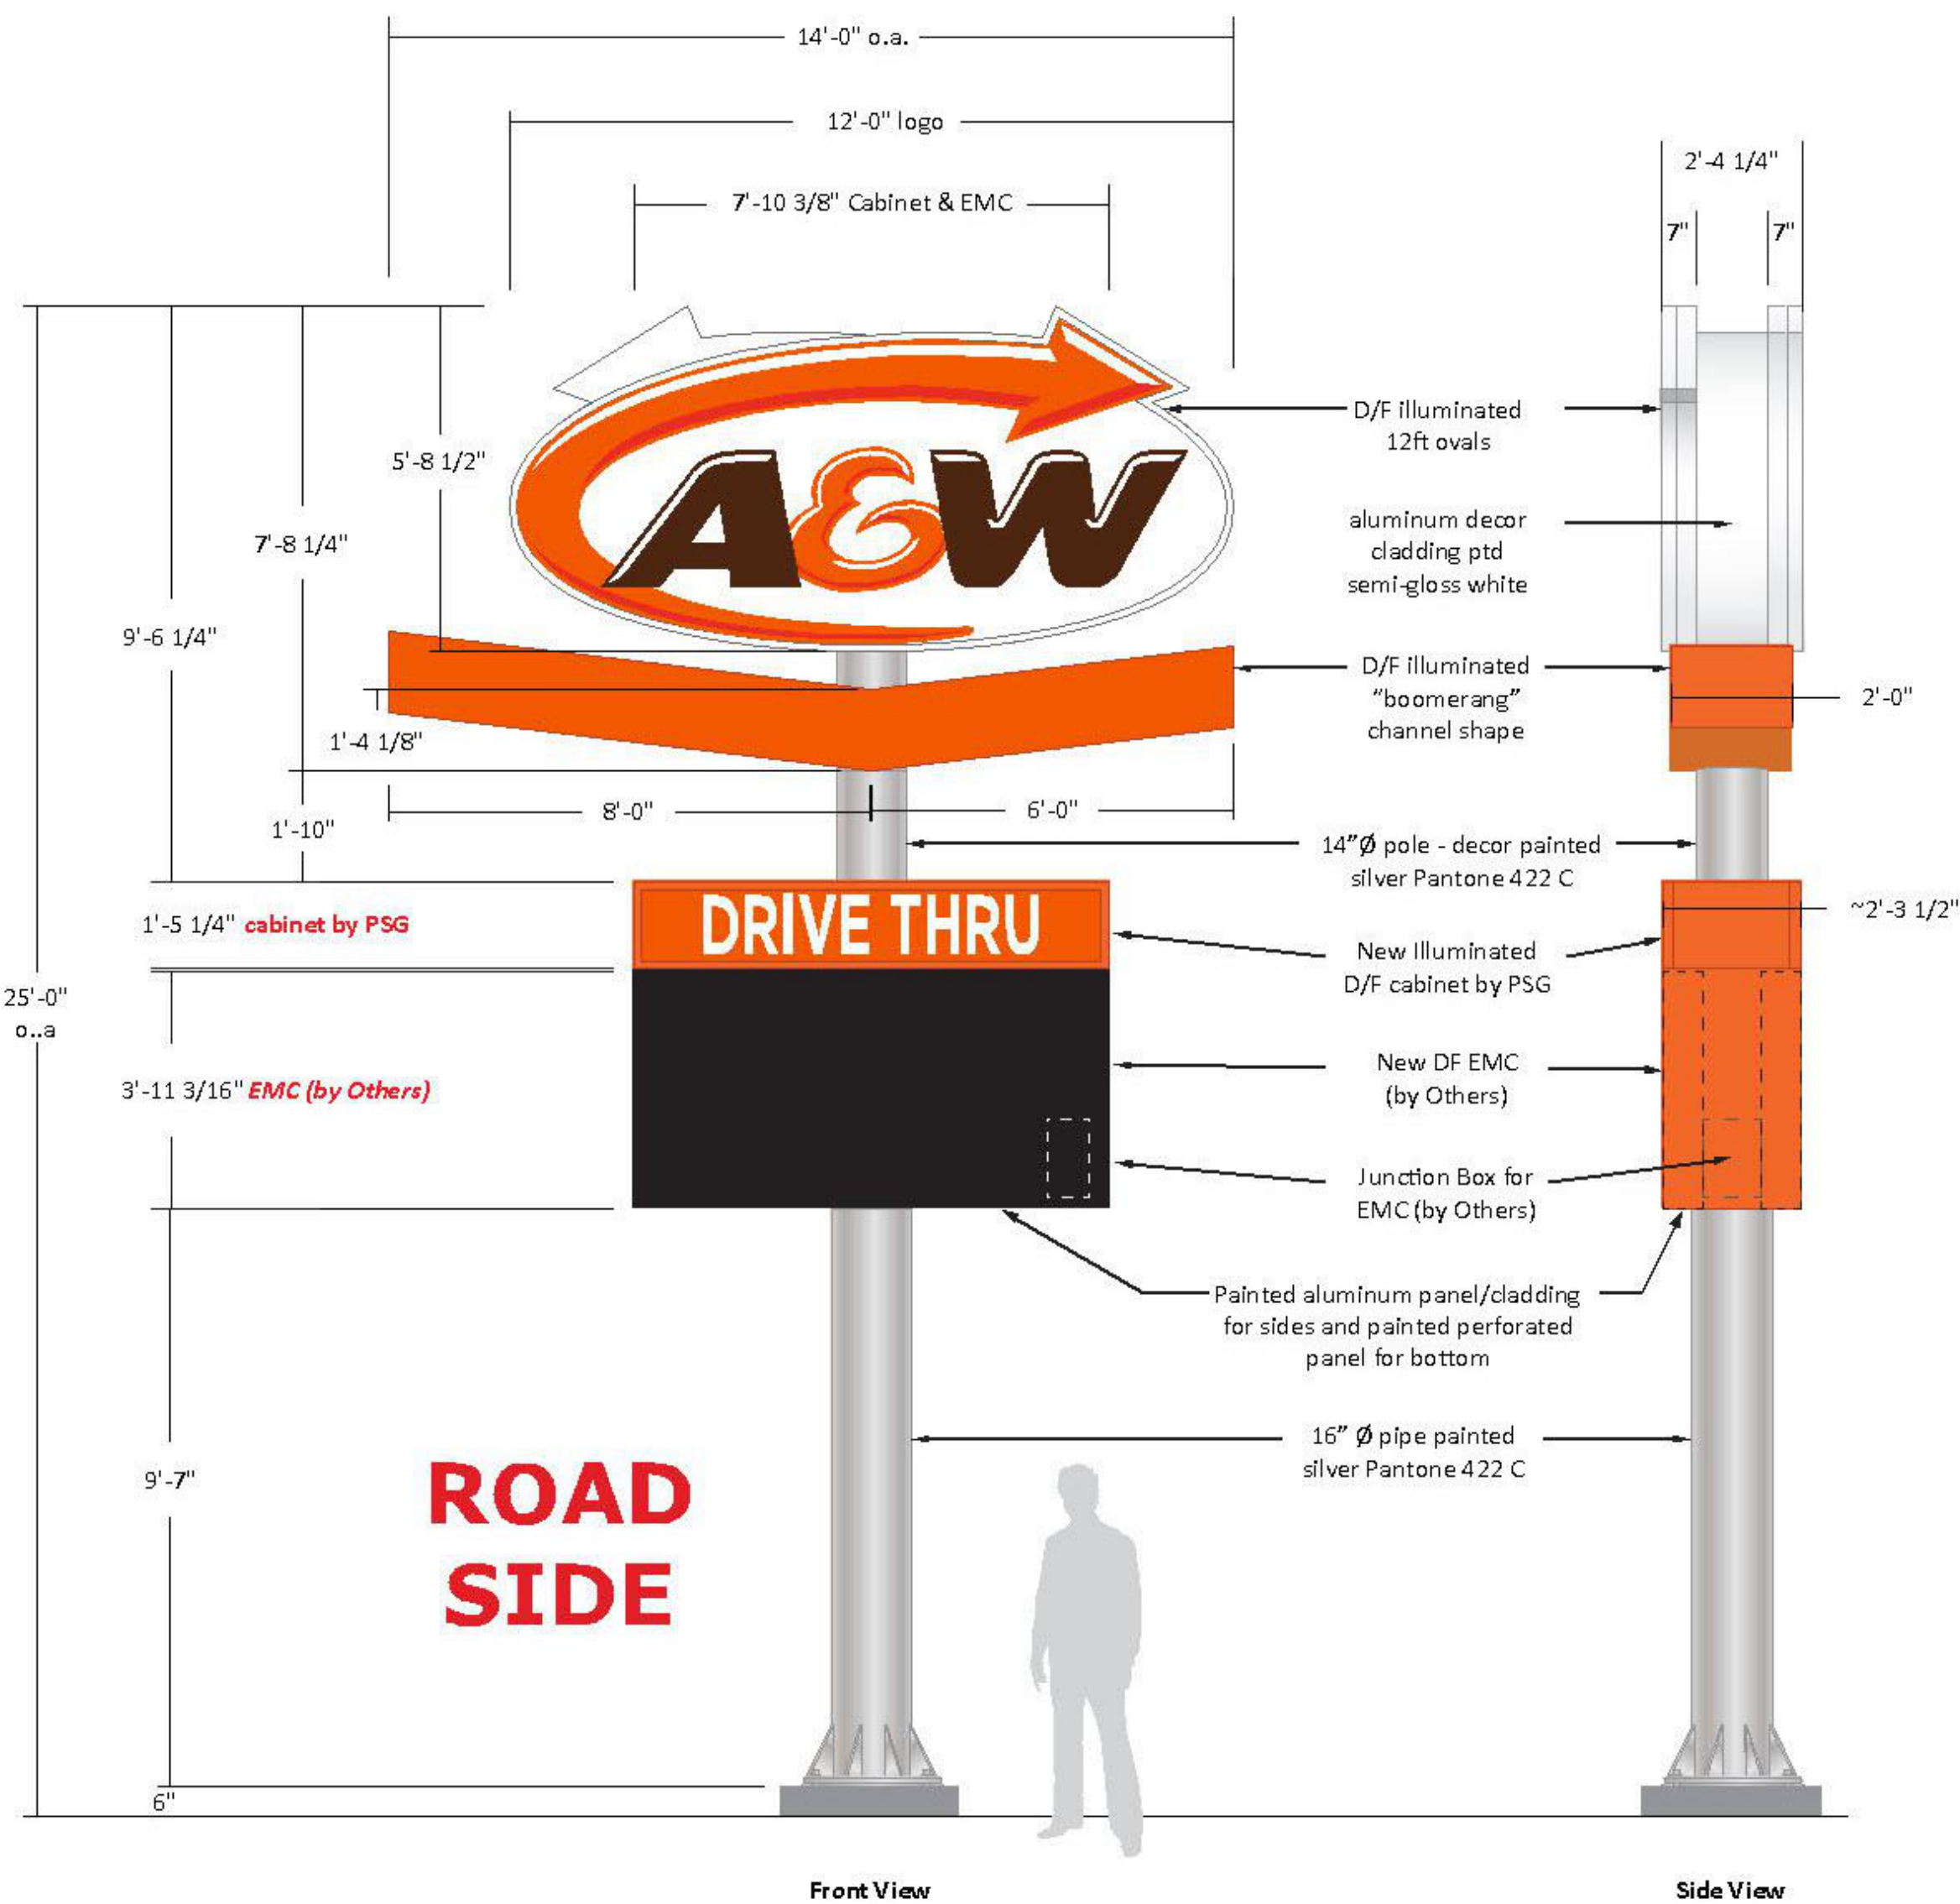 14'-0" o.a.
12'-0" logo
7'-10 3/8" Cabinet & EMC
2'-4 1/4"
7"
7"
5'-8 1/2"
7'-8 1/4"
9'-6 1/4"
A&W
D/F illuminated
12ft ovals
aluminum decor
cladding ptd
semi-gloss white
D/F illuminated
"boomerang"
channel shape
2'-0"
1'-4 1/8"
8'-0"
6'-0"
1'-10"
14"Ø pole - decor painted
silver Pantone 422 C
1'-5 1/4" cabinet by PSG
DRIVE THRU
~2'-3 1/2"
New Illuminated
D/F cabinet by PSG
25'-0"
o..a
3'-11 3/16" EMC (by Others)
New DF EMC
(by Others)
Junction Box for
EMC (by Others)
Painted aluminum panel/cladding
for sides and painted perforated
panel for bottom
9'-7"
16" Ø pipe painted
silver Pantone 422 C
ROAD
SIDE
6"
Front View
Side View